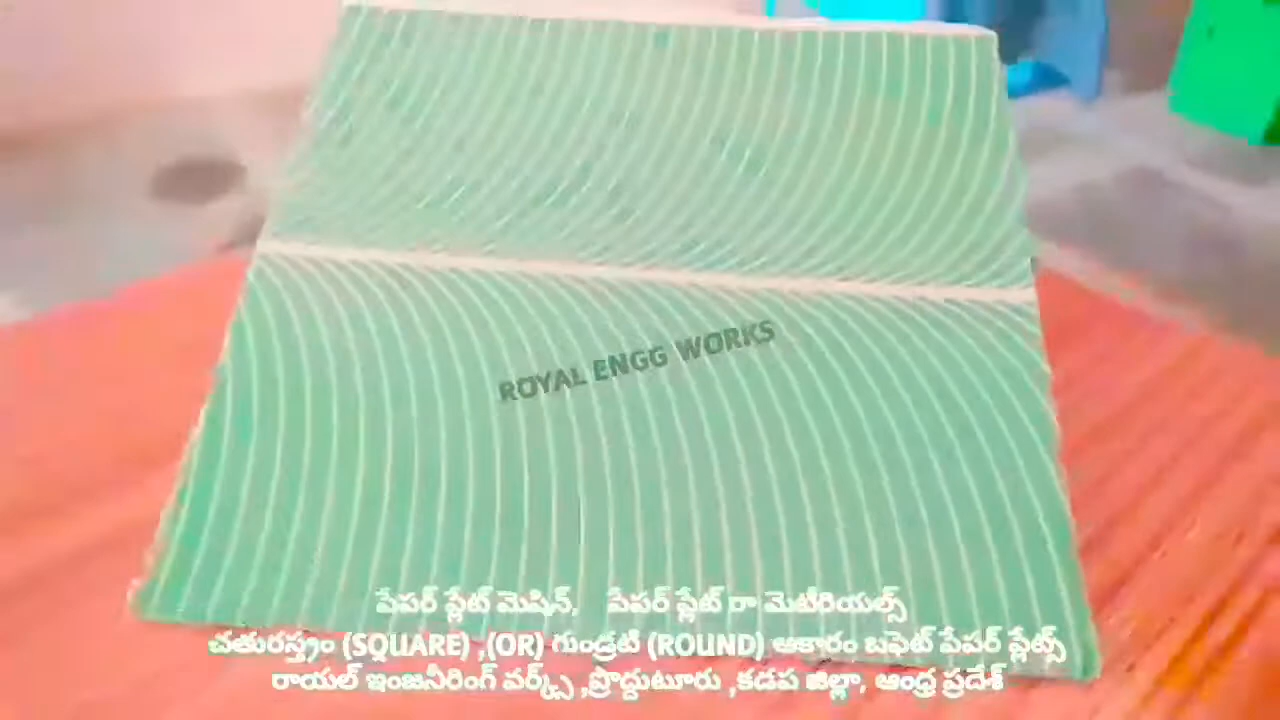 ROYAL ENGG WORKS
పేపర్ ప్లేట్ మెషిన్, పేపర్ ప్లేట్ రా మెటీరియల్స్
చతురస్త్రం (SQUARE) ,(OR) గుండ్రటి (ROUND) ఆకారం బఫెట్ పేపర్ ప్లేట్స్
రాయల్ ఇంజనీరింగ్ వర్క్స్ ,ప్రొద్దుటూరు ,కడప జిల్లా, ఆంధ్ర ప్రదేశ్